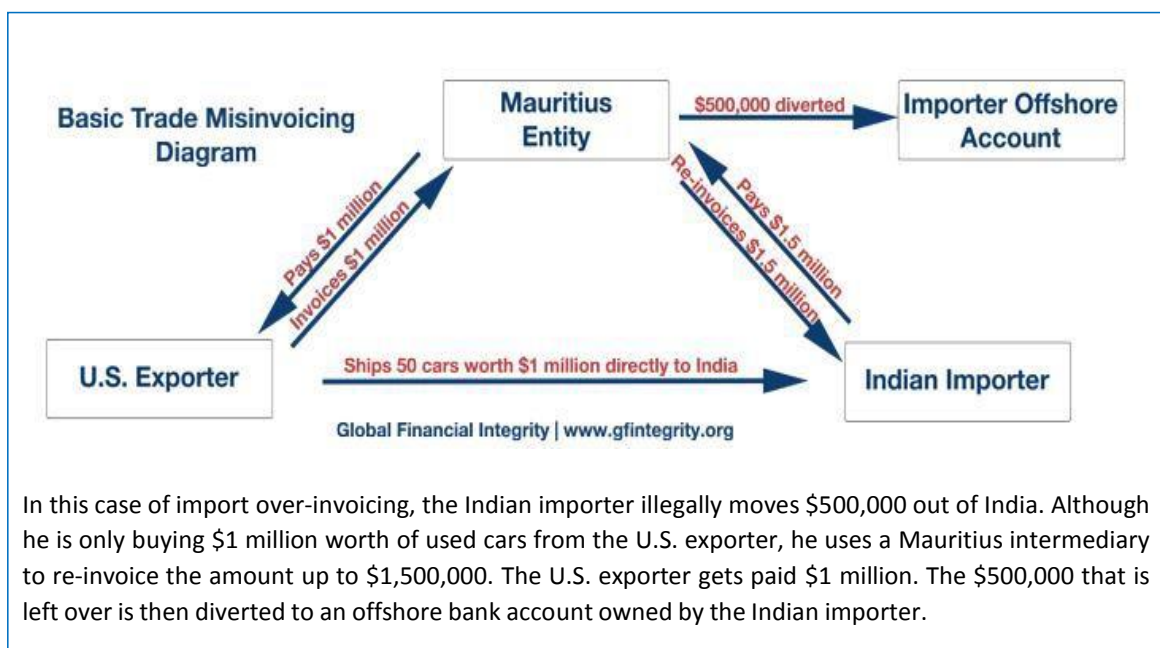 Basic Trade Misinvoicing
Diagram
Mauritius
Entity
$500,000 diverted
Importer Offshore
Account
Pays $1 million
Invoices $1 million
Re-invoices $1.5 million
Pays $1.5 million
U.S. Exporter
Ships 50 cars worth $1 million directly to India
Indian Importer
Global Financial Integrity | www.gfintegrity.org
In this case of import over-invoicing, the Indian importer illegally moves $500,000 out of India. Although
he is only buying $1 million worth of used cars from the U.S. exporter, he uses a Mauritius intermediary
to re-invoice the amount up to $1,500,000. The U.S. exporter gets paid $1 million. The $500,000 that is
left over is then diverted to an offshore bank account owned by the Indian importer.